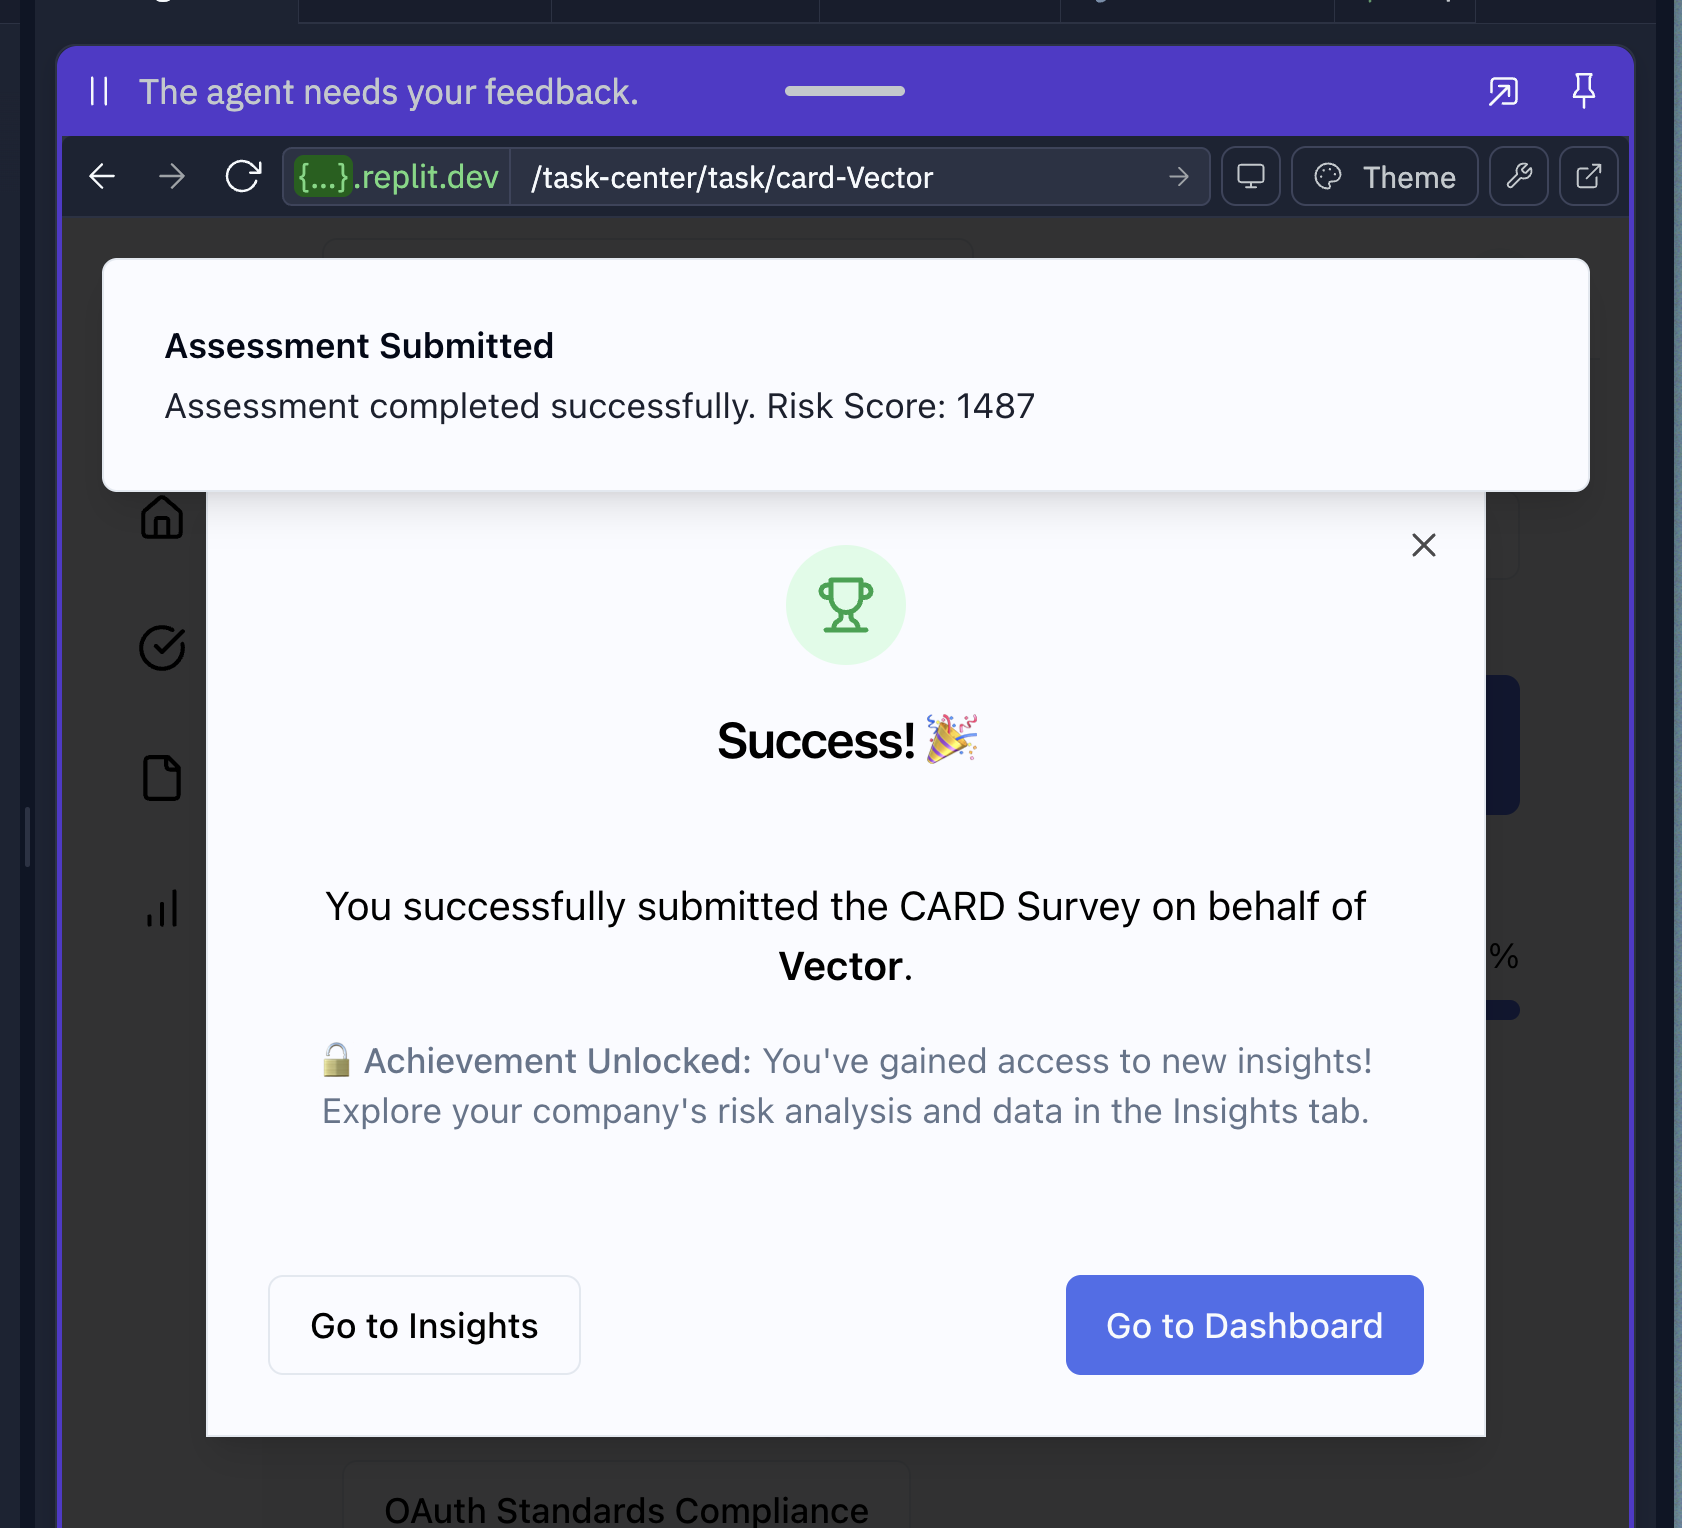 The agent needs your feedback.
{...}.replit.dev /task-center/task/card-Vector
Theme
Assessment Submitted
Assessment completed successfully. Risk Score: 1487
Success! 🎉
You successfully submitted the CARD Survey on behalf of
Vector.
%
🔓 Achievement Unlocked: You've gained access to new insights!
Explore your company's risk analysis and data in the Insights tab.
Go to Insights
Go to Dashboard
OAuth Standards Compliance